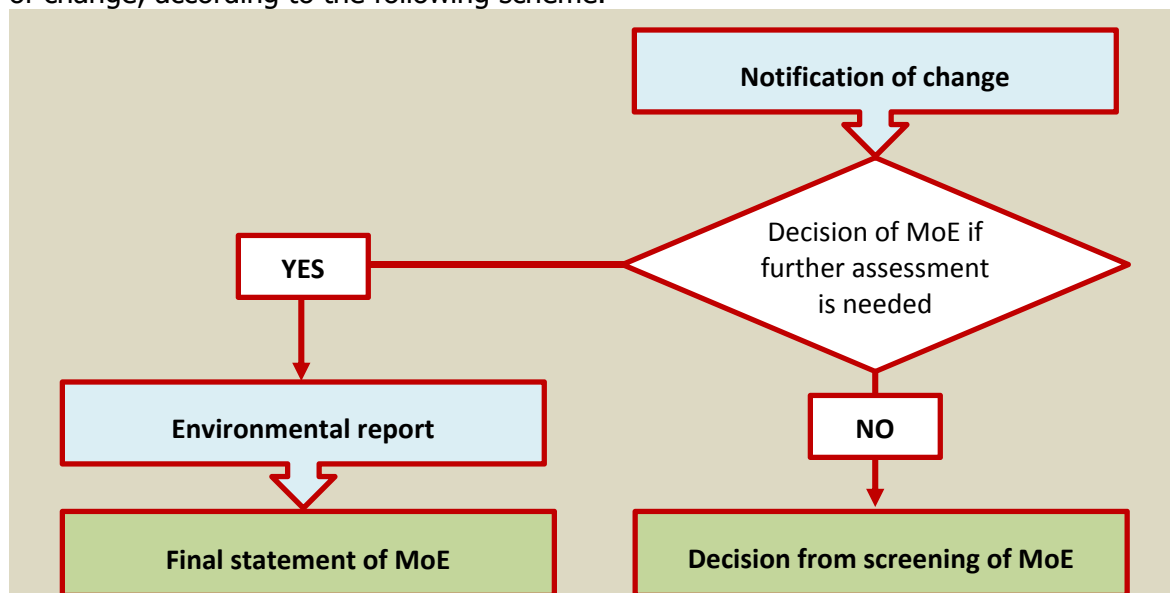 of change, according to the following scheme.
Notification of change
Decision of MoE if
further assessment
is needed
YES
NO
Environmental report
Final statement of MoE
Decision from screening of MoE